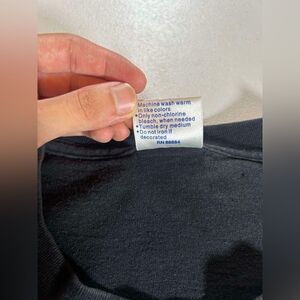 Machine wash warm
in like colors
•Only non-chlorine
bleach, when needed
•Tumble dry medium
•Do not iron if
decorated
RN 88884